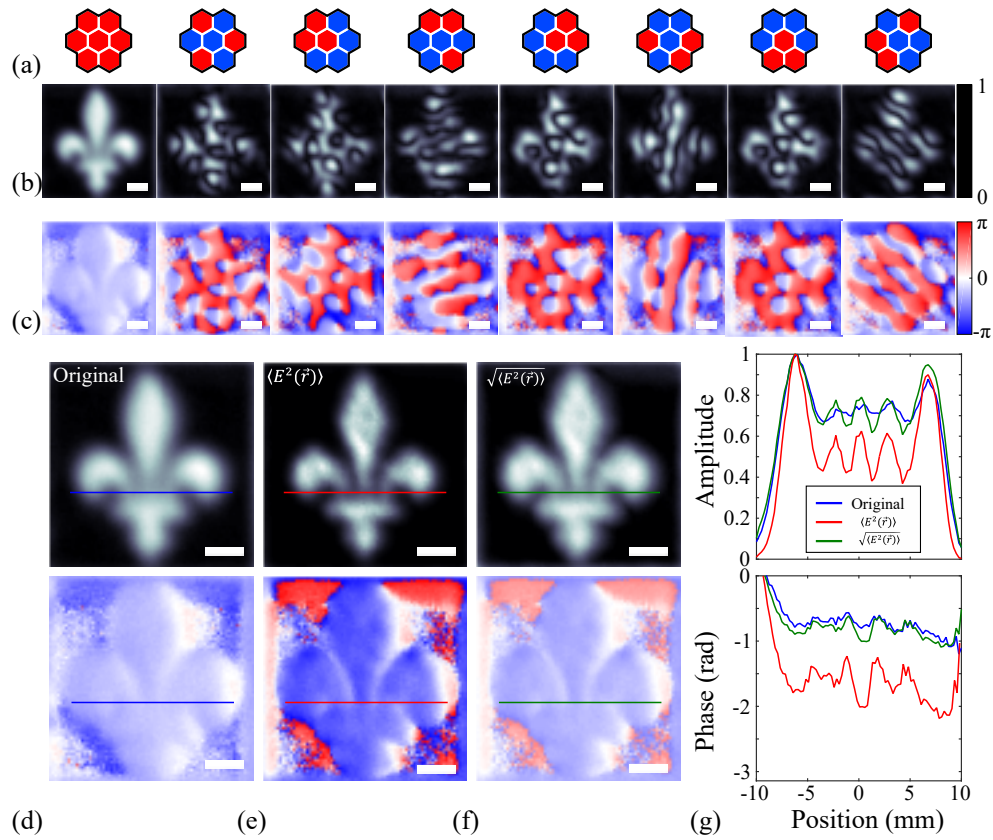 (a)
1
(b)
0
π
0
(c)
-π
Original
⟨E²(r⃗)⟩
√⟨E²(r⃗)⟩
1
0.8
0.6
0.4
0.2
0
Amplitude
Original
⟨E²(r⃗)⟩
√⟨E²(r⃗)⟩
0
-1
-2
-3
Phase (rad)
-10
-5
0
5
10
Position (mm)
(d)
(e)
(f)
(g)